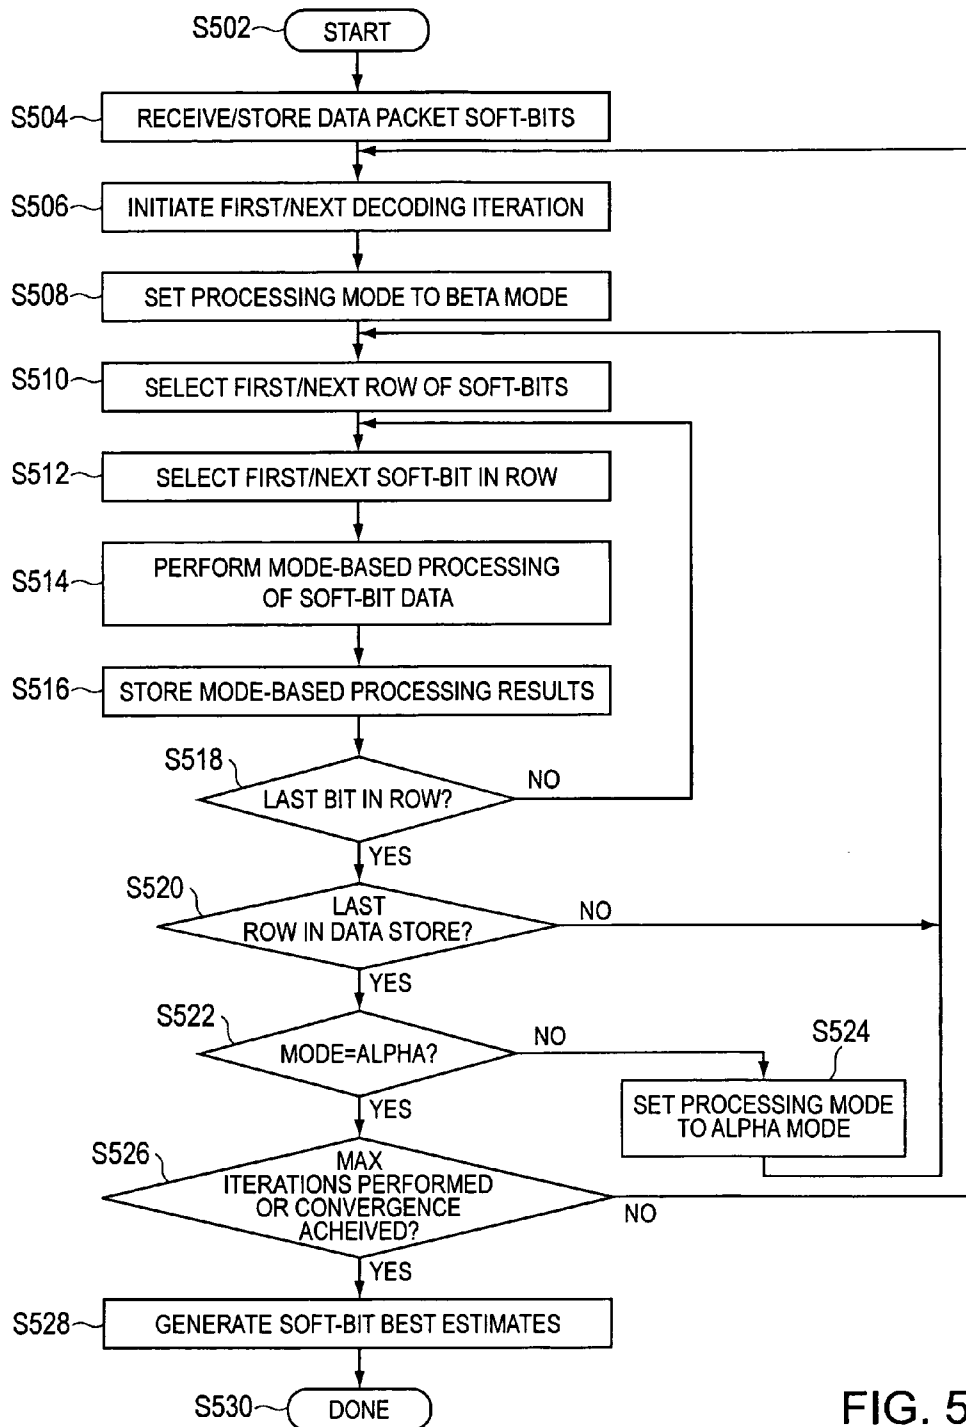 S502
START
S504
RECEIVE/STORE DATA PACKET SOFT-BITS
S506
INITIATE FIRST/NEXT DECODING ITERATION
S508
SET PROCESSING MODE TO BETA MODE
S510
SELECT FIRST/NEXT ROW OF SOFT-BITS
S512
SELECT FIRST/NEXT SOFT-BIT IN ROW
S514
PERFORM MODE-BASED PROCESSING
OF SOFT-BIT DATA
S516
STORE MODE-BASED PROCESSING RESULTS
S518
LAST BIT IN ROW?
NO
YES
S520
LAST
ROW IN DATA STORE?
NO
YES
S522
MODE=ALPHA?
NO
S524
SET PROCESSING MODE
TO ALPHA MODE
YES
S526
MAX
ITERATIONS PERFORMED
OR CONVERGENCE
ACHEIVED?
NO
YES
S528
GENERATE SOFT-BIT BEST ESTIMATES
S530
DONE
FIG. 5